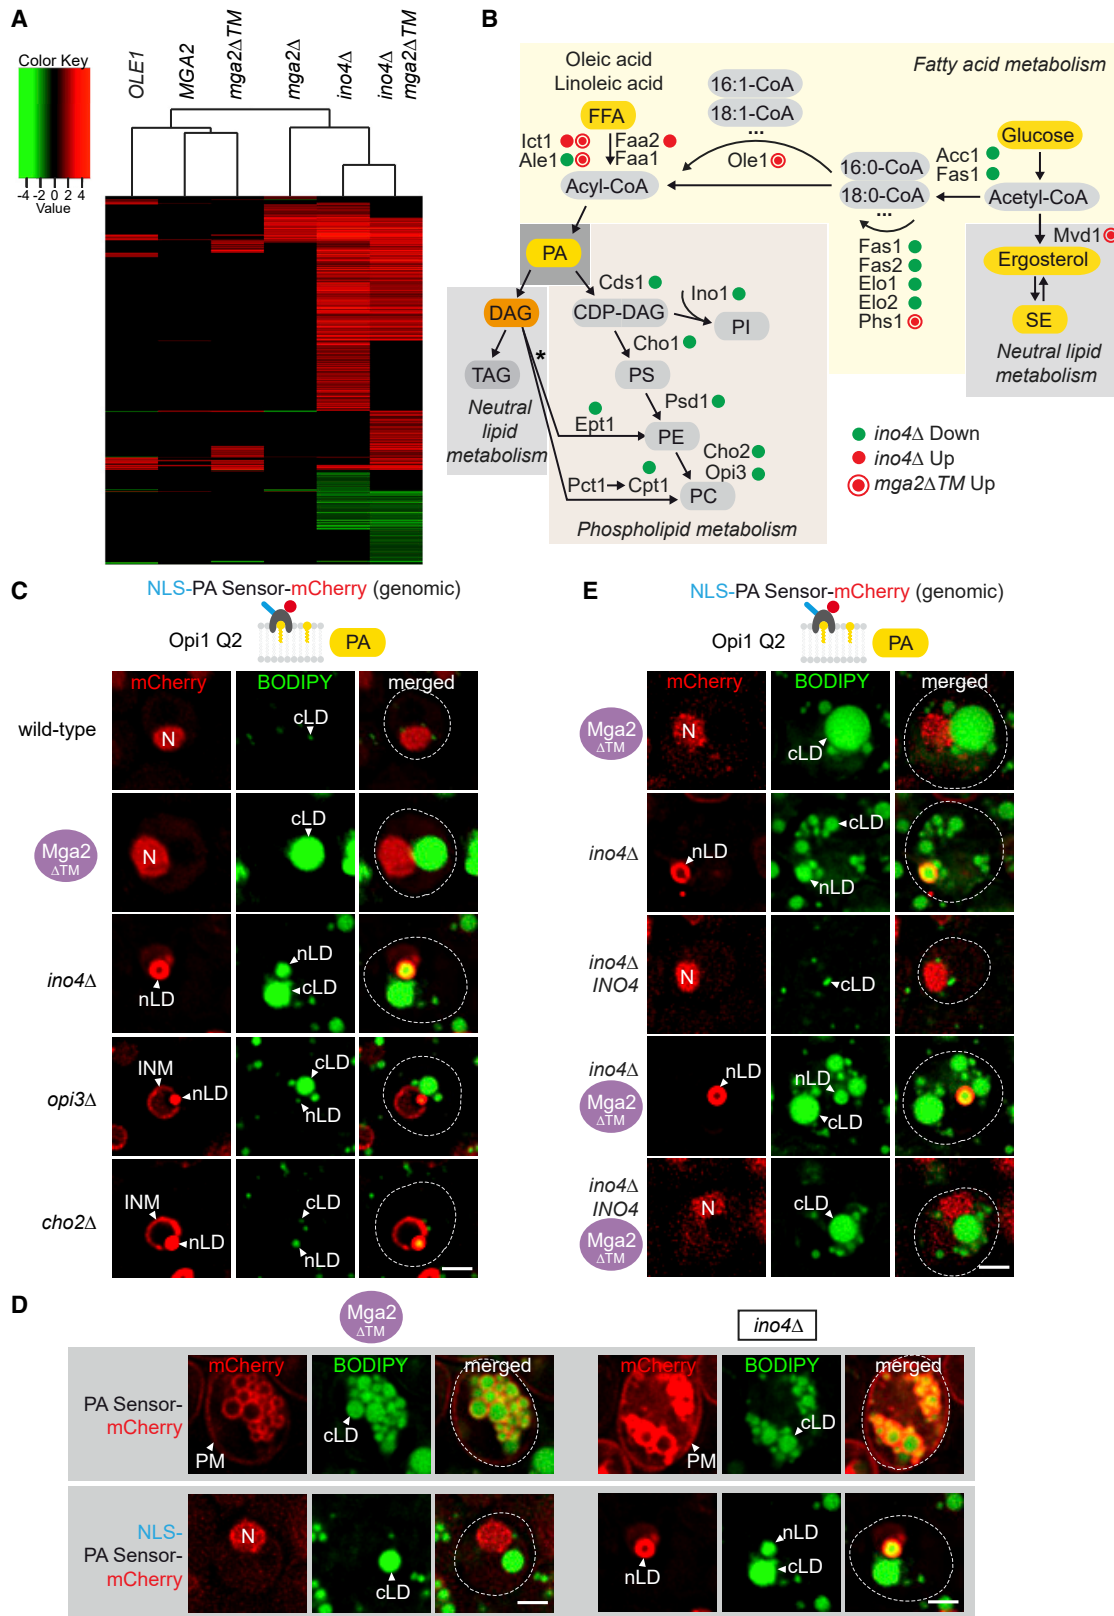 A
Color Key
-4 -2 0 2 4
Value
OLE1
MGA2
mga2ΔTM
mga2Δ
ino4Δ
ino4Δ
mga2ΔTM
B
Fatty acid metabolism
Oleic acid
Linoleic acid
FFA
Ict1
Ale1
Faa2
Faa1
Acyl-CoA
16:1-CoA
18:1-CoA
...
Ole1
16:0-CoA
18:0-CoA
...
Acc1
Fas1
Glucose
Acetyl-CoA
Mvd1
Ergosterol
SE
Neutral lipid
metabolism
Fas1
Fas2
Elo1
Elo2
Phs1
PA
DAG
TAG
Neutral
lipid
metabolism
*
Cds1
CDP-DAG
Ino1
PI
Cho1
PS
Psd1
Ept1
PE
Cho2
Opi3
Pct1
Cpt1
PC
Phospholipid metabolism
ino4Δ Down
ino4Δ Up
mga2ΔTM Up
C
NLS-PA Sensor-mCherry (genomic)
Opi1 Q2
PA
mCherry
BODIPY
merged
wild-type
N
cLD
Mga2
ΔTM
N
cLD
ino4Δ
nLD
nLD
cLD
opi3Δ
INM
nLD
cLD
nLD
cho2Δ
INM
nLD
cLD
nLD
E
NLS-PA Sensor-mCherry (genomic)
Opi1 Q2
PA
mCherry
BODIPY
merged
Mga2
ΔTM
N
cLD
ino4Δ
nLD
cLD
nLD
ino4Δ
INO4
N
cLD
ino4Δ
Mga2
ΔTM
nLD
nLD
cLD
ino4Δ
INO4
Mga2
ΔTM
N
cLD
D
Mga2
ΔTM
ino4Δ
PA Sensor-
mCherry
mCherry
BODIPY
merged
PM
cLD
mCherry
BODIPY
merged
PM
cLD
NLS-
PA Sensor-
mCherry
N
cLD
nLD
nLD
cLD